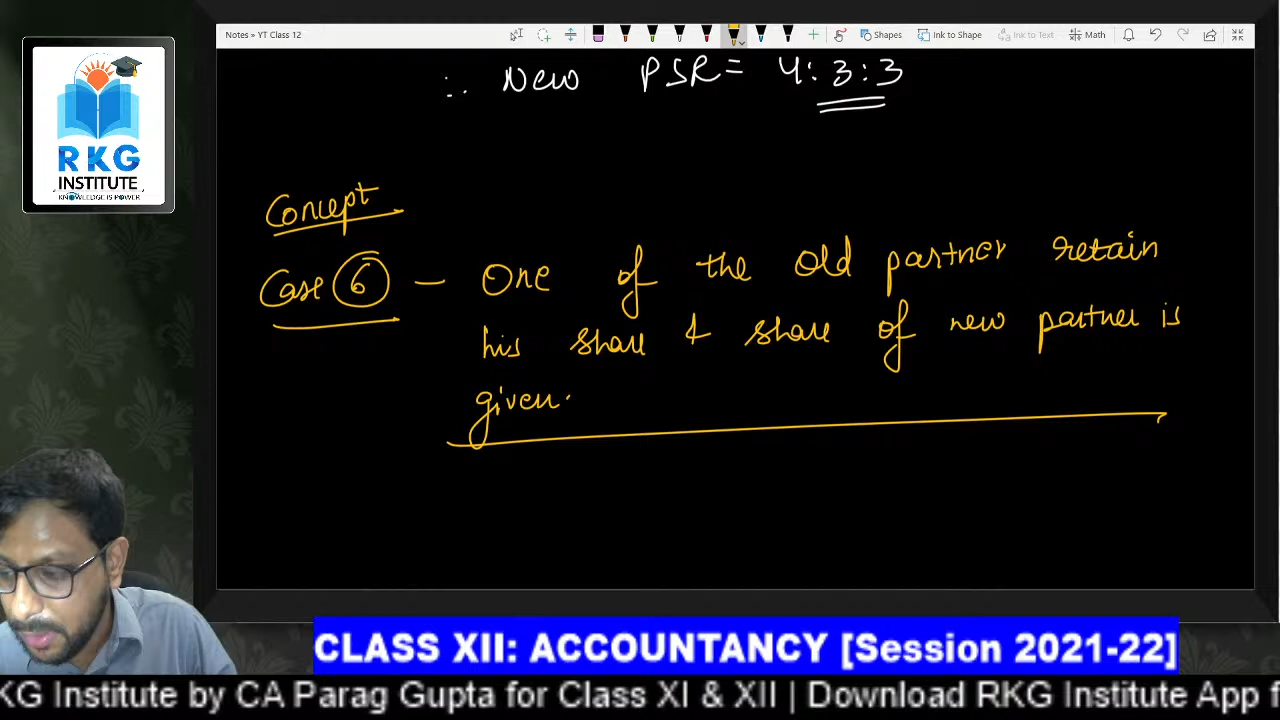 Notes » YT Class 12
Shapes
Ink to Shape
Ink to Text
Math
∴ New PSR = 4:3:3
RKG
INSTITUTE
KNOWLEDGE IS POWER
Concept
Case 6 — One of the old partner retain
his share & share of new partner is
given.
CLASS XII: ACCOUNTANCY [Session 2021-22]
KG Institute by CA Parag Gupta for Class XI & XII | Download RKG Institute App f